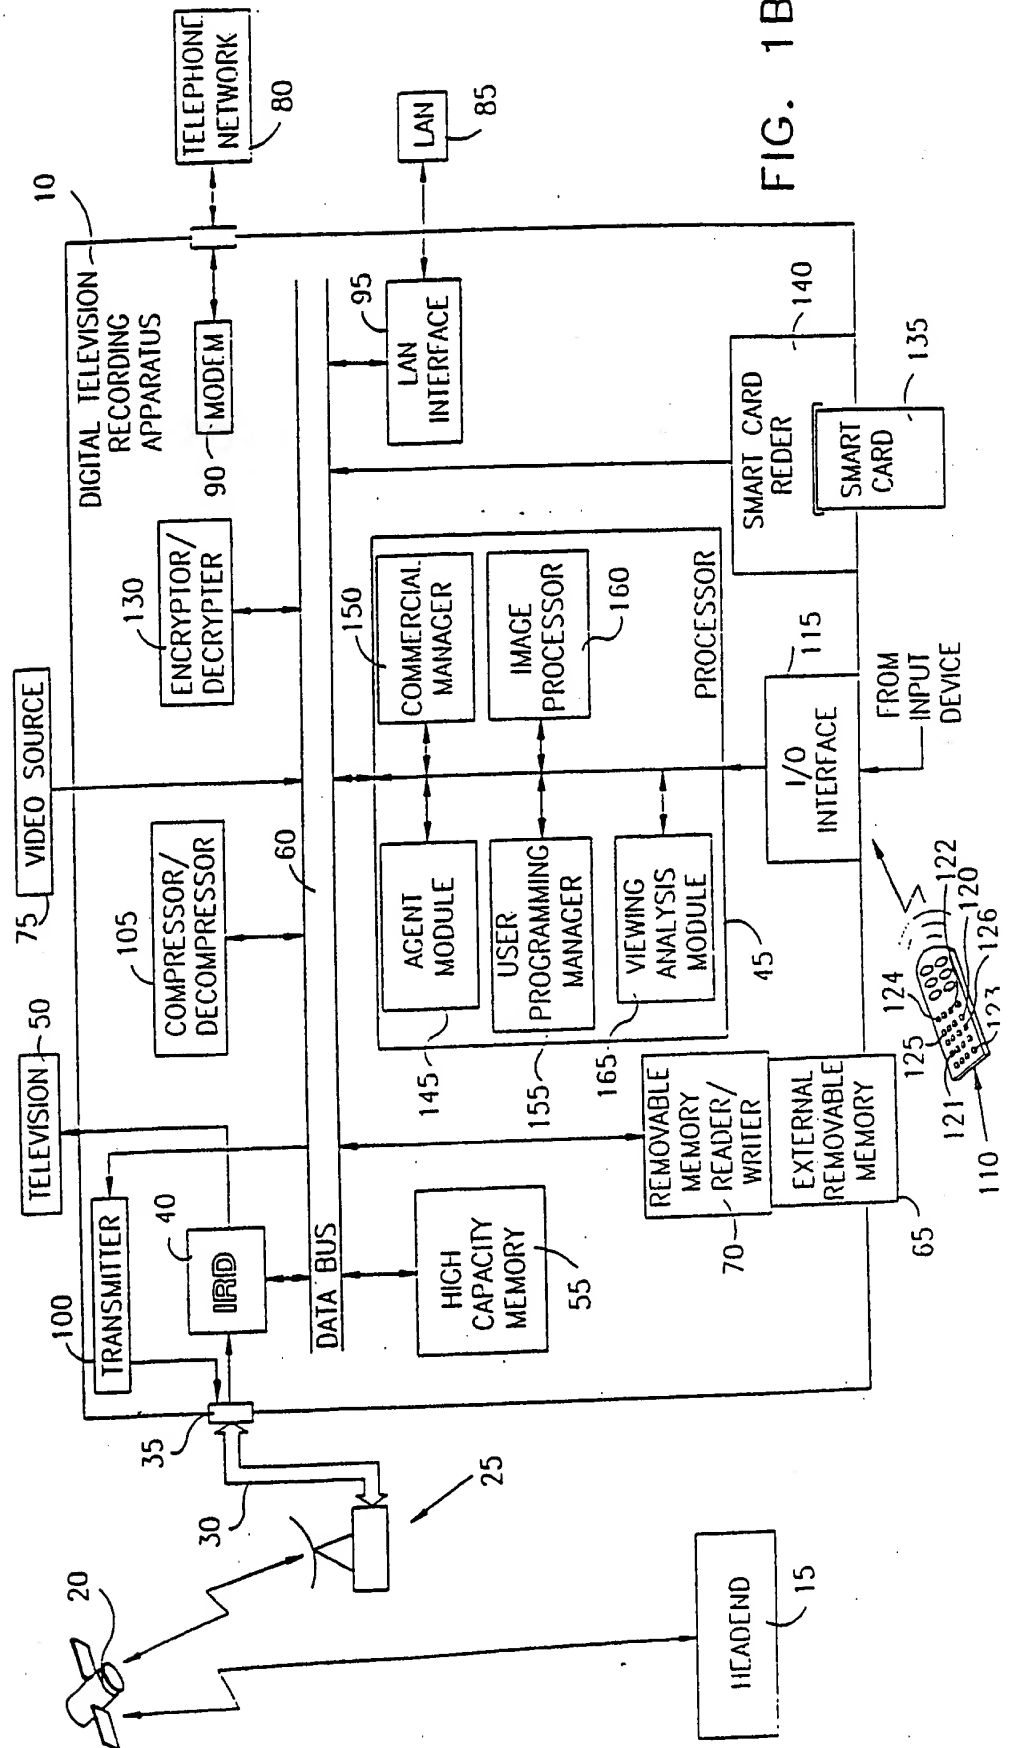 20
HEADEND
15
25
30
35
100
TRANSMITTER
40
IRD
TELEVISION
50
75
VIDEO SOURCE
105
COMPRESSOR/
DECOMPRESSOR
130
ENCRYPTOR/
DECRYPTER
DIGITAL TELEVISION
RECORDING
APPARATUS
10
90
MODEM
TELEPHONE
NETWORK
80
DATA BUS
60
95
LAN
INTERFACE
LAN
85
HIGH
CAPACITY
MEMORY
55
145
AGENT
MODULE
150
COMMERCIAL
MANAGER
155
USER
PROGRAMMING
MANAGER
IMAGE
PROCESSOR
160
165
VIEWING
ANALYSIS
MODULE
45
PROCESSOR
REMOVABLE
MEMORY
READER/
WRITER
70
EXTERNAL
REMOVABLE
MEMORY
65
I/O
INTERFACE
115
FROM
INPUT
DEVICE
SMART CARD
REDER
140
SMART
CARD
135
110
121
125
124
122
120
126
123
FIG. 1B